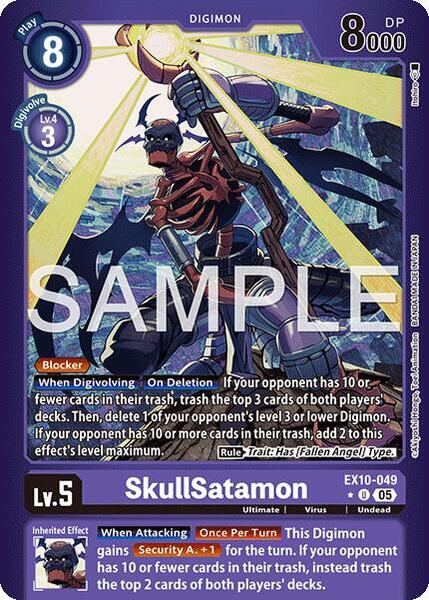 DIGIMON
Play
8
DP
8000
Digivolve
Lv.4
3
SAMPLE
Blocker
When Digivolving On Deletion If your opponent has 10 or
fewer cards in their trash, trash the top 3 cards of both players'
decks. Then, delete 1 of your opponent's level 3 or lower Digimon.
If your opponent has 10 or more cards in their trash, add 2 to this
effect's level maximum. Rule Trait: Has [Fallen Angel] Type.
©Akiyoshi Hongo, Toei Animation BANDAI MADE IN JAPAN
Lv.5
SkullSatamon
EX10-049
U 05
Ultimate | Virus | Undead
Inherited Effect
When Attacking Once Per Turn This Digimon
gains Security A. +1 for the turn. If your opponent
has 10 or fewer cards in their trash, instead trash
the top 2 cards of both players' decks.